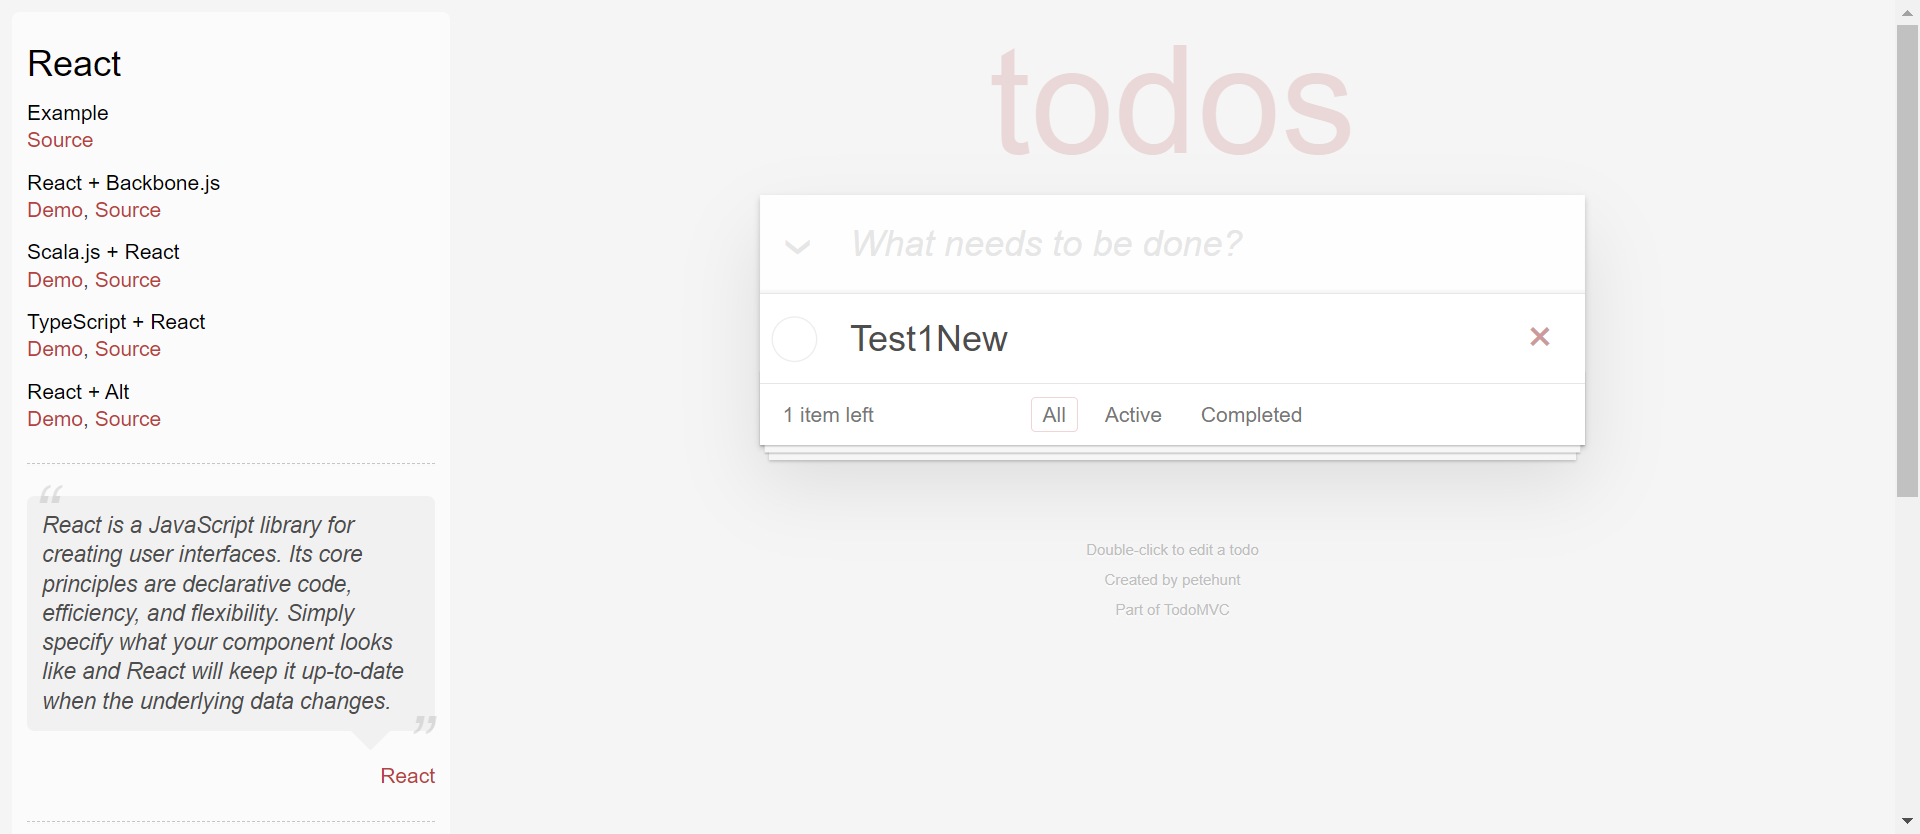 React
Example
Source
React + Backbone.js
Demo, Source
Scala.js + React
Demo, Source
TypeScript + React
Demo, Source
React + Alt
Demo, Source
“
React is a JavaScript library for
creating user interfaces. Its core
principles are declarative code,
efficiency, and flexibility. Simply
specify what your component looks
like and React will keep it up-to-date
when the underlying data changes.
”
React
todos
What needs to be done?
Test1New
1 item left
All Active Completed
Double-click to edit a todo
Created by petehunt
Part of TodoMVC